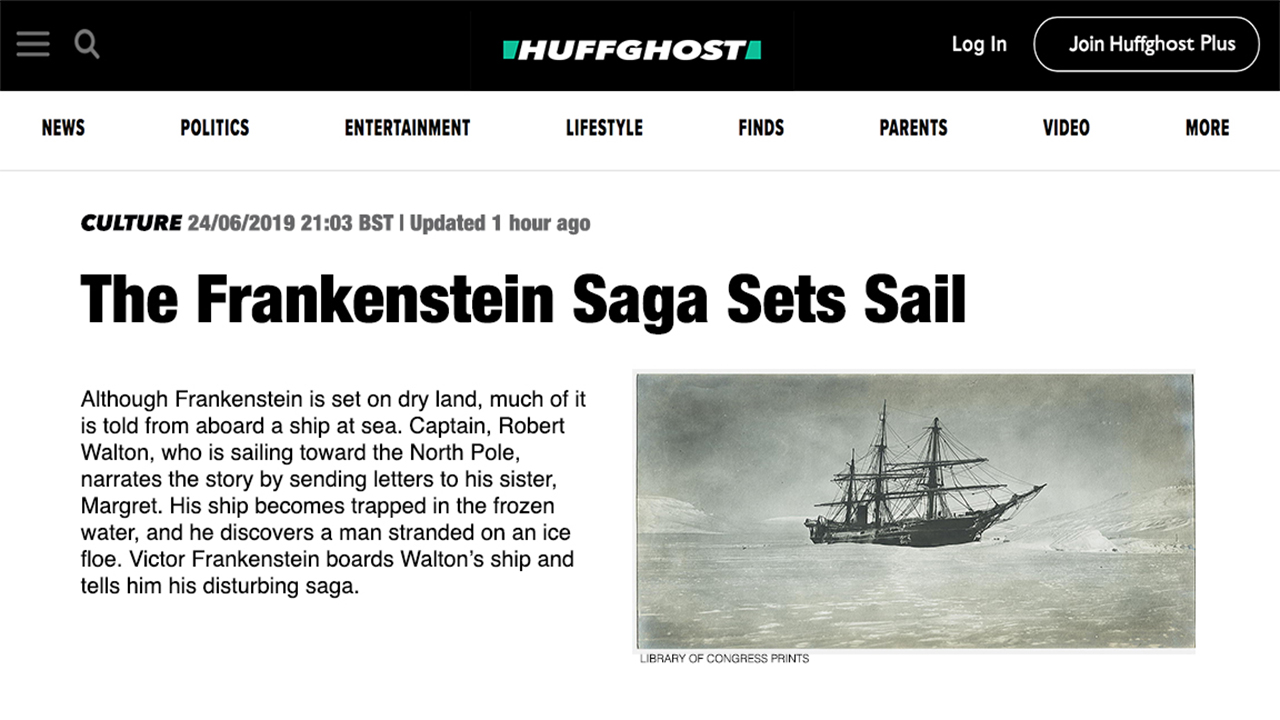 HUFFGHOST
Log In
Join Huffghost Plus
NEWS
POLITICS
ENTERTAINMENT
LIFESTYLE
FINDS
PARENTS
VIDEO
MORE
CULTURE 24/06/2019 21:03 BST | Updated 1 hour ago
The Frankenstein Saga Sets Sail
Although Frankenstein is set on dry land, much of it
is told from aboard a ship at sea. Captain, Robert
Walton, who is sailing toward the North Pole,
narrates the story by sending letters to his sister,
Margret. His ship becomes trapped in the frozen
water, and he discovers a man stranded on an ice
floe. Victor Frankenstein boards Walton’s ship and
tells him his disturbing saga.
LIBRARY OF CONGRESS PRINTS